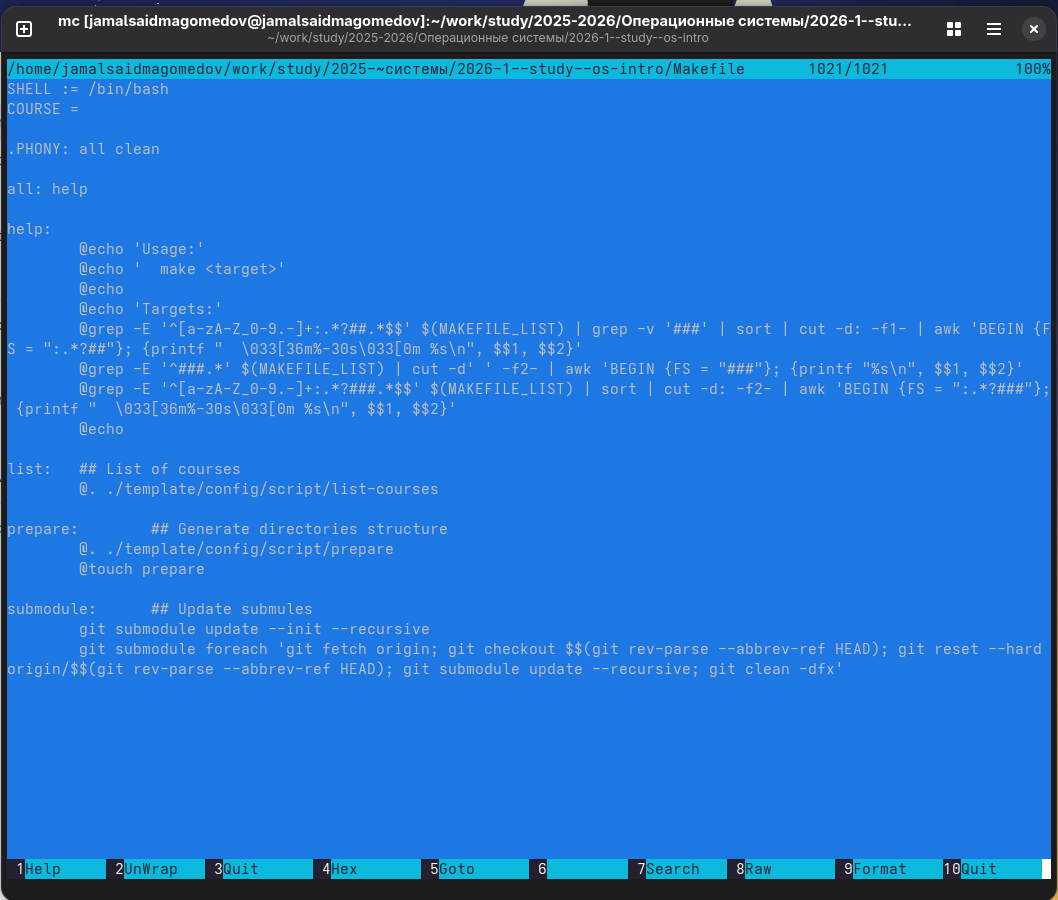 mc [jamalsaidmagomedov@jamalsaidmagomedov]:~/work/study/2025-2026/Операционные системы/2026-1--stu...
~/work/study/2025-2026/Операционные системы/2026-1--study--os-intro
/home/jamalsaidmagomedov/work/study/2025-~системы/2026-1--study--os-intro/Makefile 1021/1021 100%
SHELL := /bin/bash
COURSE =
.PHONY: all clean
all: help
help:
        @echo 'Usage:'
        @echo '  make <target>'
        @echo
        @echo 'Targets:'
        @grep -E '^[a-zA-Z_0-9.-]+:.*?##.*$$' $(MAKEFILE_LIST) | grep -v '###' | sort | cut -d: -f1- | awk 'BEGIN {F
S = ":.*?##"}; {printf "  \033[36m%-30s\033[0m %s\n", $$1, $$2}'
        @grep -E '^###.*' $(MAKEFILE_LIST) | cut -d' ' -f2- | awk 'BEGIN {FS = "###"}; {printf "%s\n", $$1, $$2}'
        @grep -E '^[a-zA-Z_0-9.-]+:.*?###.*$$' $(MAKEFILE_LIST) | sort | cut -d: -f2- | awk 'BEGIN {FS = ":.*?###"};
 {printf "  \033[36m%-30s\033[0m %s\n", $$1, $$2}'
        @echo
list:   ## List of courses
        @. ./template/config/script/list-courses
prepare:        ## Generate directories structure
        @. ./template/config/script/prepare
        @touch prepare
submodule:      ## Update submules
        git submodule update --init --recursive
        git submodule foreach 'git fetch origin; git checkout $$(git rev-parse --abbrev-ref HEAD); git reset --hard
origin/$$(git rev-parse --abbrev-ref HEAD); git submodule update --recursive; git clean -dfx'
1Help 2UnWrap 3Quit 4Hex 5Goto 6 7Search 8Raw 9Format 10Quit